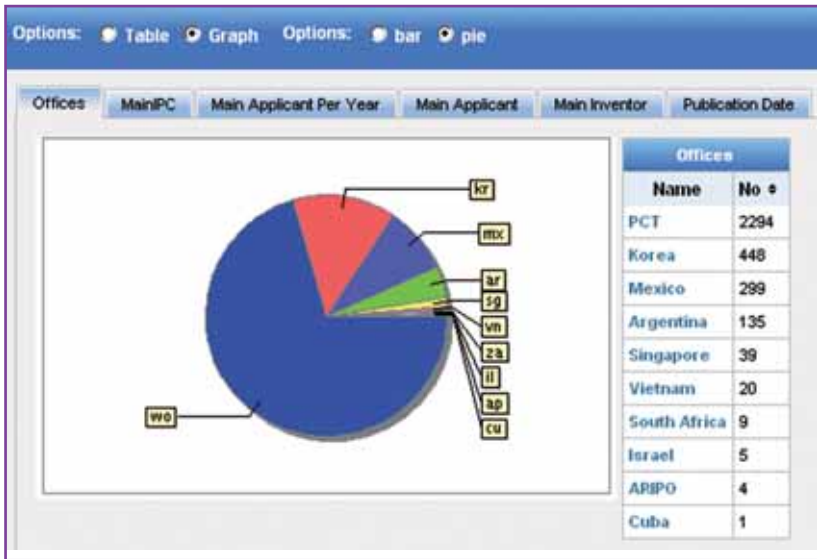 Options: Table Graph Options: bar pie
Offices MainIPC Main Applicant Per Year Main Applicant Main Inventor Publication Date
kr
mx
ar
sg
vn
za
il
ap
cu
wo
Offices
Name No
PCT 2294
Korea 448
Mexico 299
Argentina 135
Singapore 39
Vietnam 20
South Africa 9
Israel 5
ARIPO 4
Cuba 1